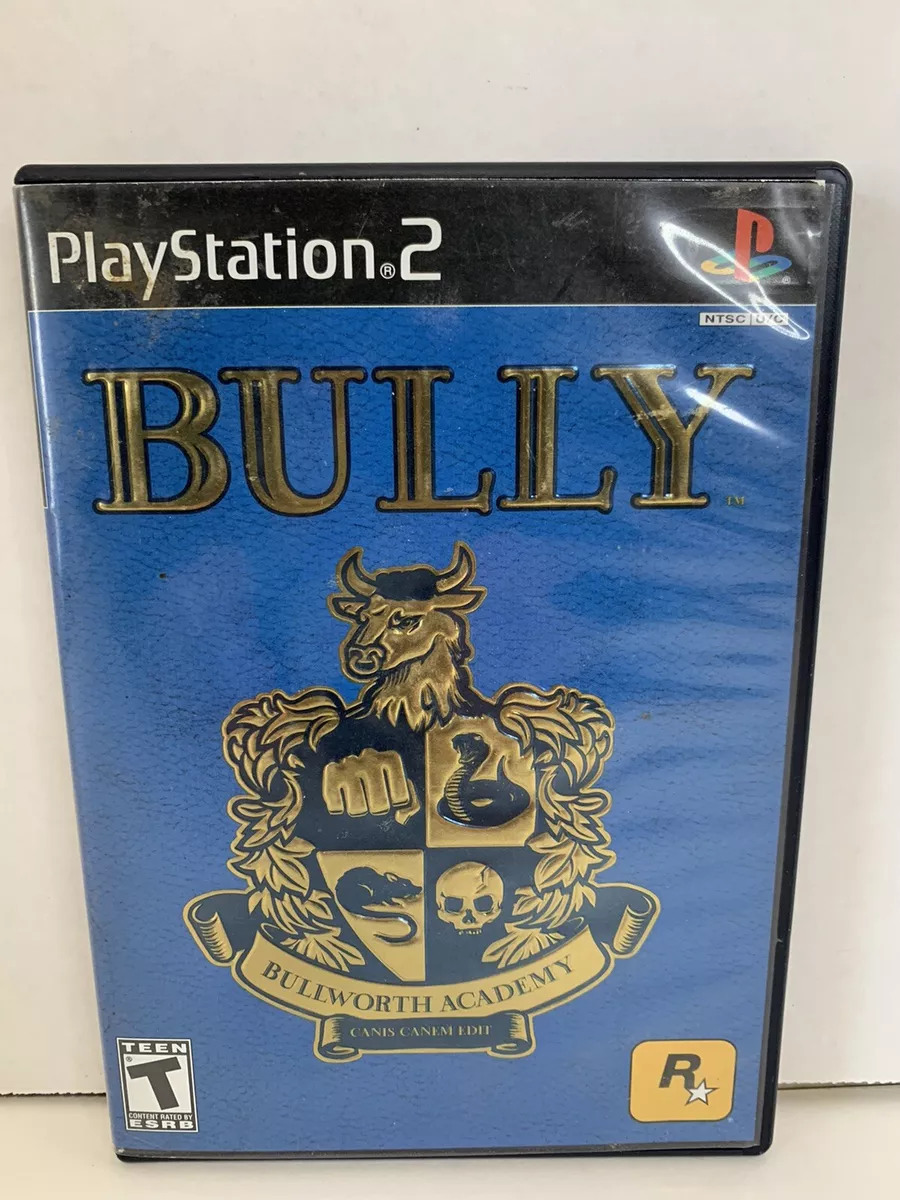 PlayStation®2
®
NTSC U/C
BULLY™
BULLWORTH ACADEMY
CANIS CANEM EDIT
TEEN
®
T
CONTENT RATED BY
ESRB
R